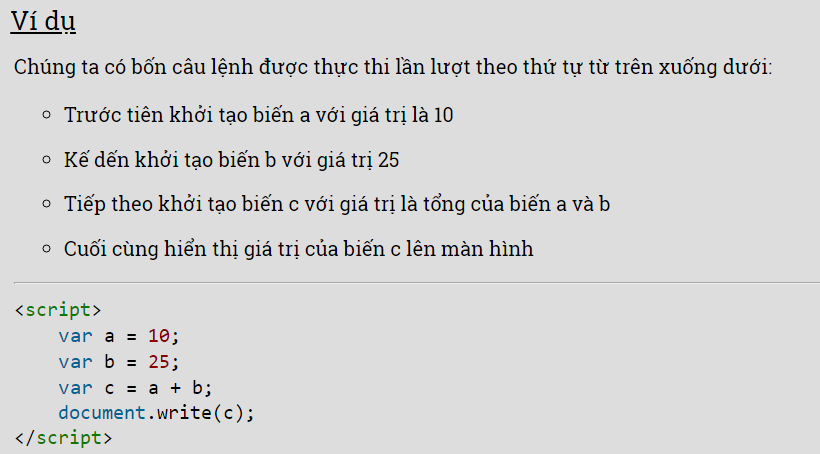 Ví dụ
Chúng ta có bốn câu lệnh được thực thi lần lượt theo thứ tự từ trên xuống dưới:
Trước tiên khởi tạo biến a với giá trị là 10
Kế dến khởi tạo biến b với giá trị 25
Tiếp theo khởi tạo biến c với giá trị là tổng của biến a và b
Cuối cùng hiển thị giá trị của biến c lên màn hình
<script>
    var a = 10;
    var b = 25;
    var c = a + b;
    document.write(c);
</script>